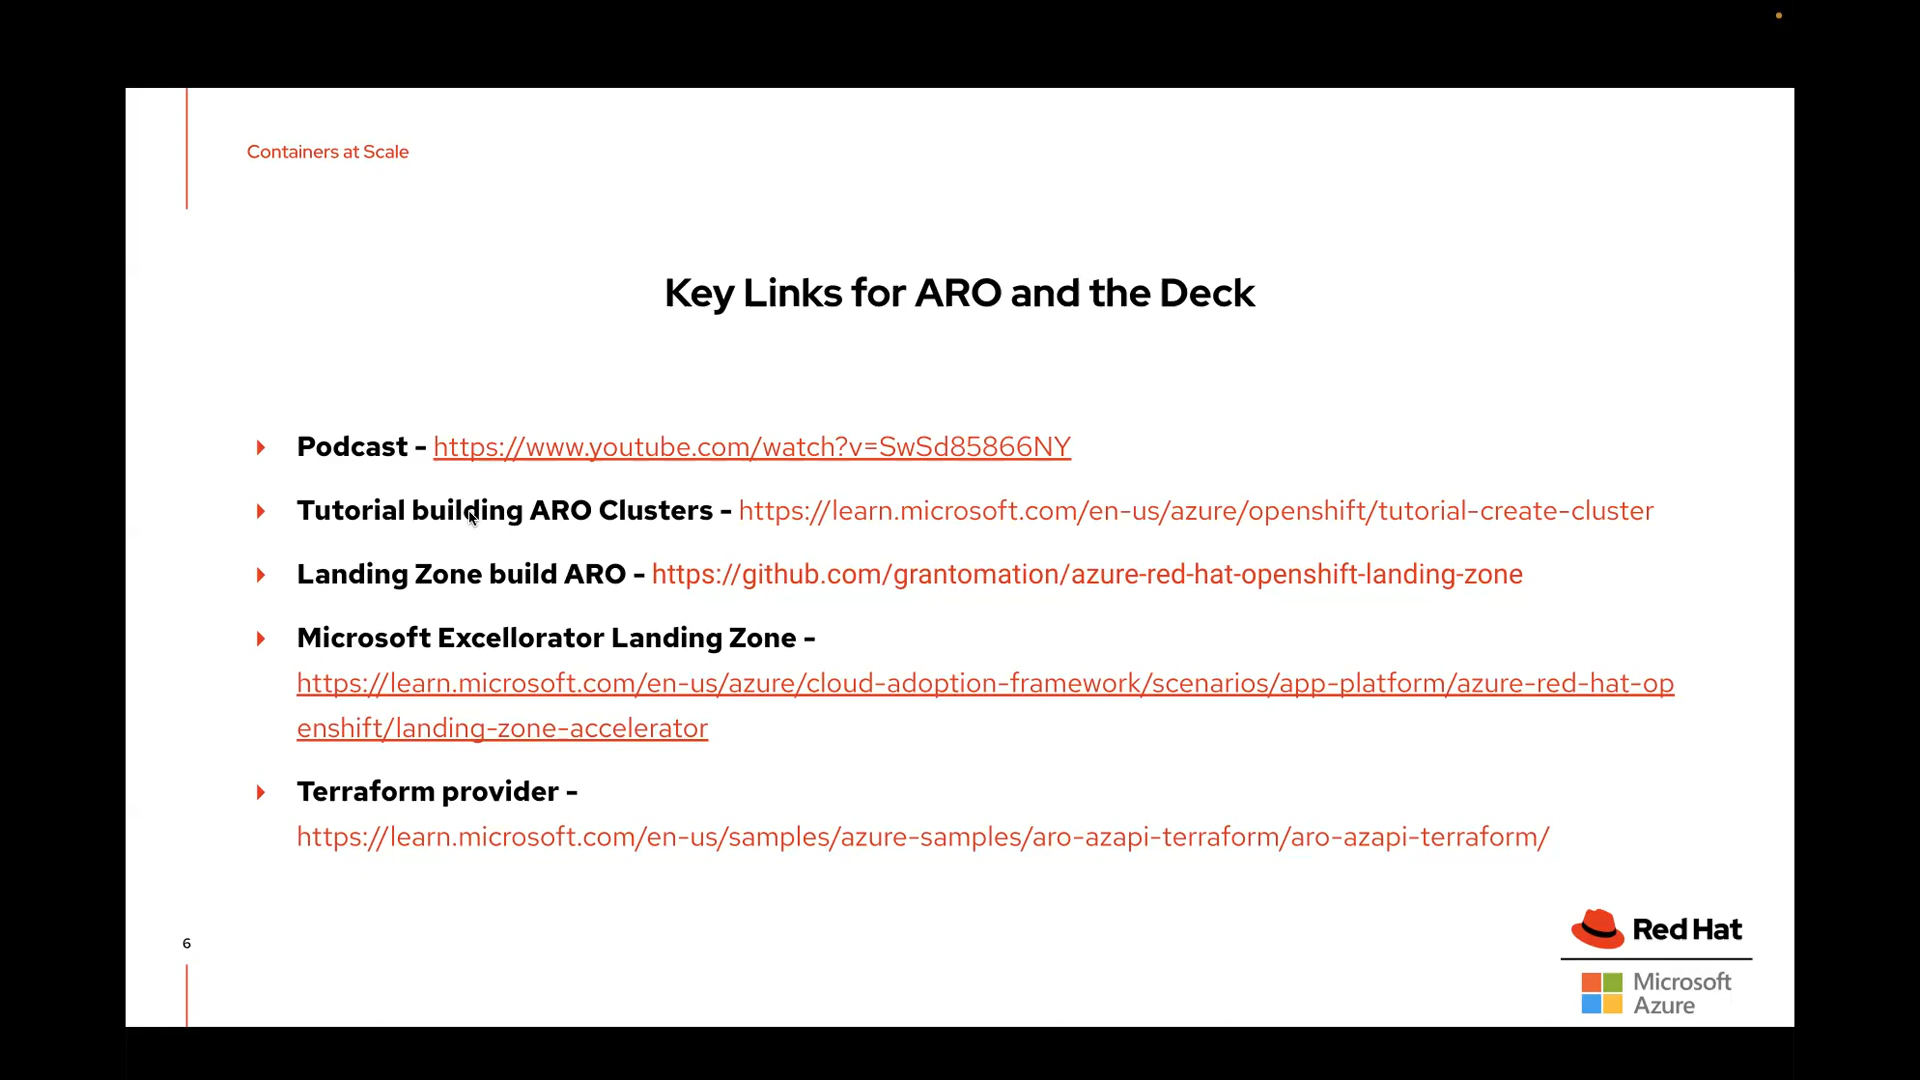 Containers at Scale
Key Links for ARO and the Deck
Podcast - https://www.youtube.com/watch?v=SwSd85866NY
Tutorial building ARO Clusters - https://learn.microsoft.com/en-us/azure/openshift/tutorial-create-cluster
Landing Zone build ARO - https://github.com/grantomation/azure-red-hat-openshift-landing-zone
Microsoft Excellorator Landing Zone -
https://learn.microsoft.com/en-us/azure/cloud-adoption-framework/scenarios/app-platform/azure-red-hat-op
enshift/landing-zone-accelerator
Terraform provider -
https://learn.microsoft.com/en-us/samples/azure-samples/aro-azapi-terraform/aro-azapi-terraform/
6
Red Hat
Microsoft
Azure